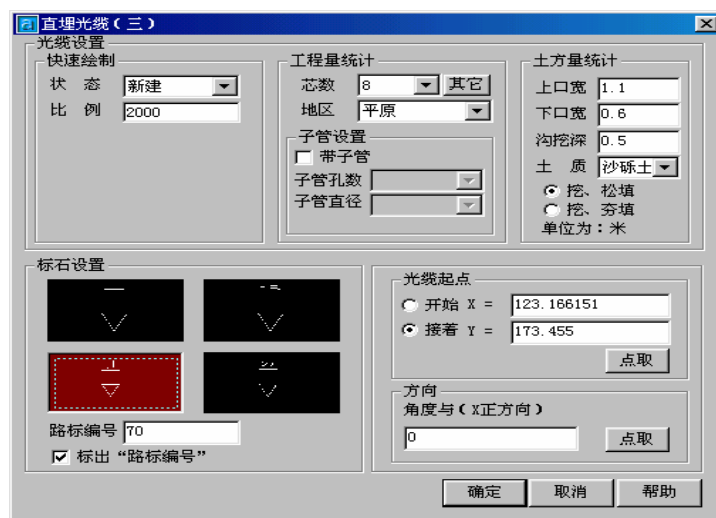 直埋光缆(三)
光缆设置
快速绘制
状 态 新建
比 例 2000
工程量统计
芯数 8 其它
地区 平原
子管设置
带子管
子管孔数
子管直径
土方量统计
上口宽 1.1
下口宽 0.6
沟挖深 0.5
土 质 沙砾土
挖、松填
挖、夯填
单位为:米
标石设置
路标编号 70
标出“路标编号”
光缆起点
开始 X = 123.166151
接着 Y = 173.455
点取
方向
角度与(X正方向)
0 点取
确定 取消 帮助